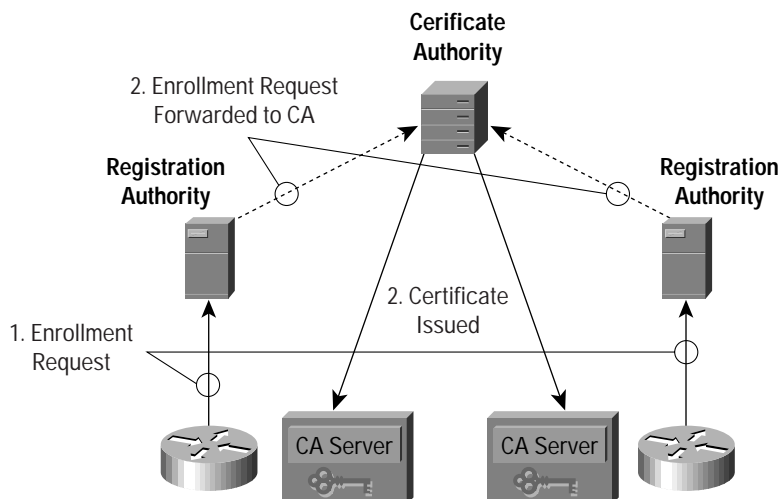 Cerificate
Authority
2. Enrollment Request
Forwarded to CA
Registration
Authority
Registration
Authority
2. Certificate
Issued
1. Enrollment
Request
CA Server
CA Server